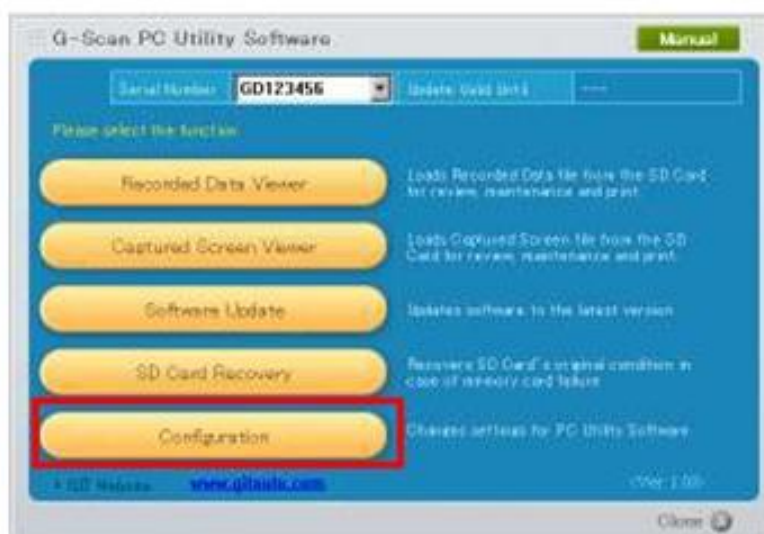 G-Scan PC Utility Software
Manual
Serial Number GD123456 Update Valid Until ----
Please select the function
Recorded Data Viewer
Loads Recorded Data file from the SD Card
for review, maintenance and print.
Captured Screen Viewer
Loads Captured Screen file from the SD
Card for review, maintenance and print.
Software Update
Updates software to the latest version
SD Card Recovery
Recovers SD Card's original condition in
case of memory card failure
Configuration
Changes settings for PC Utility Software
Website
Close